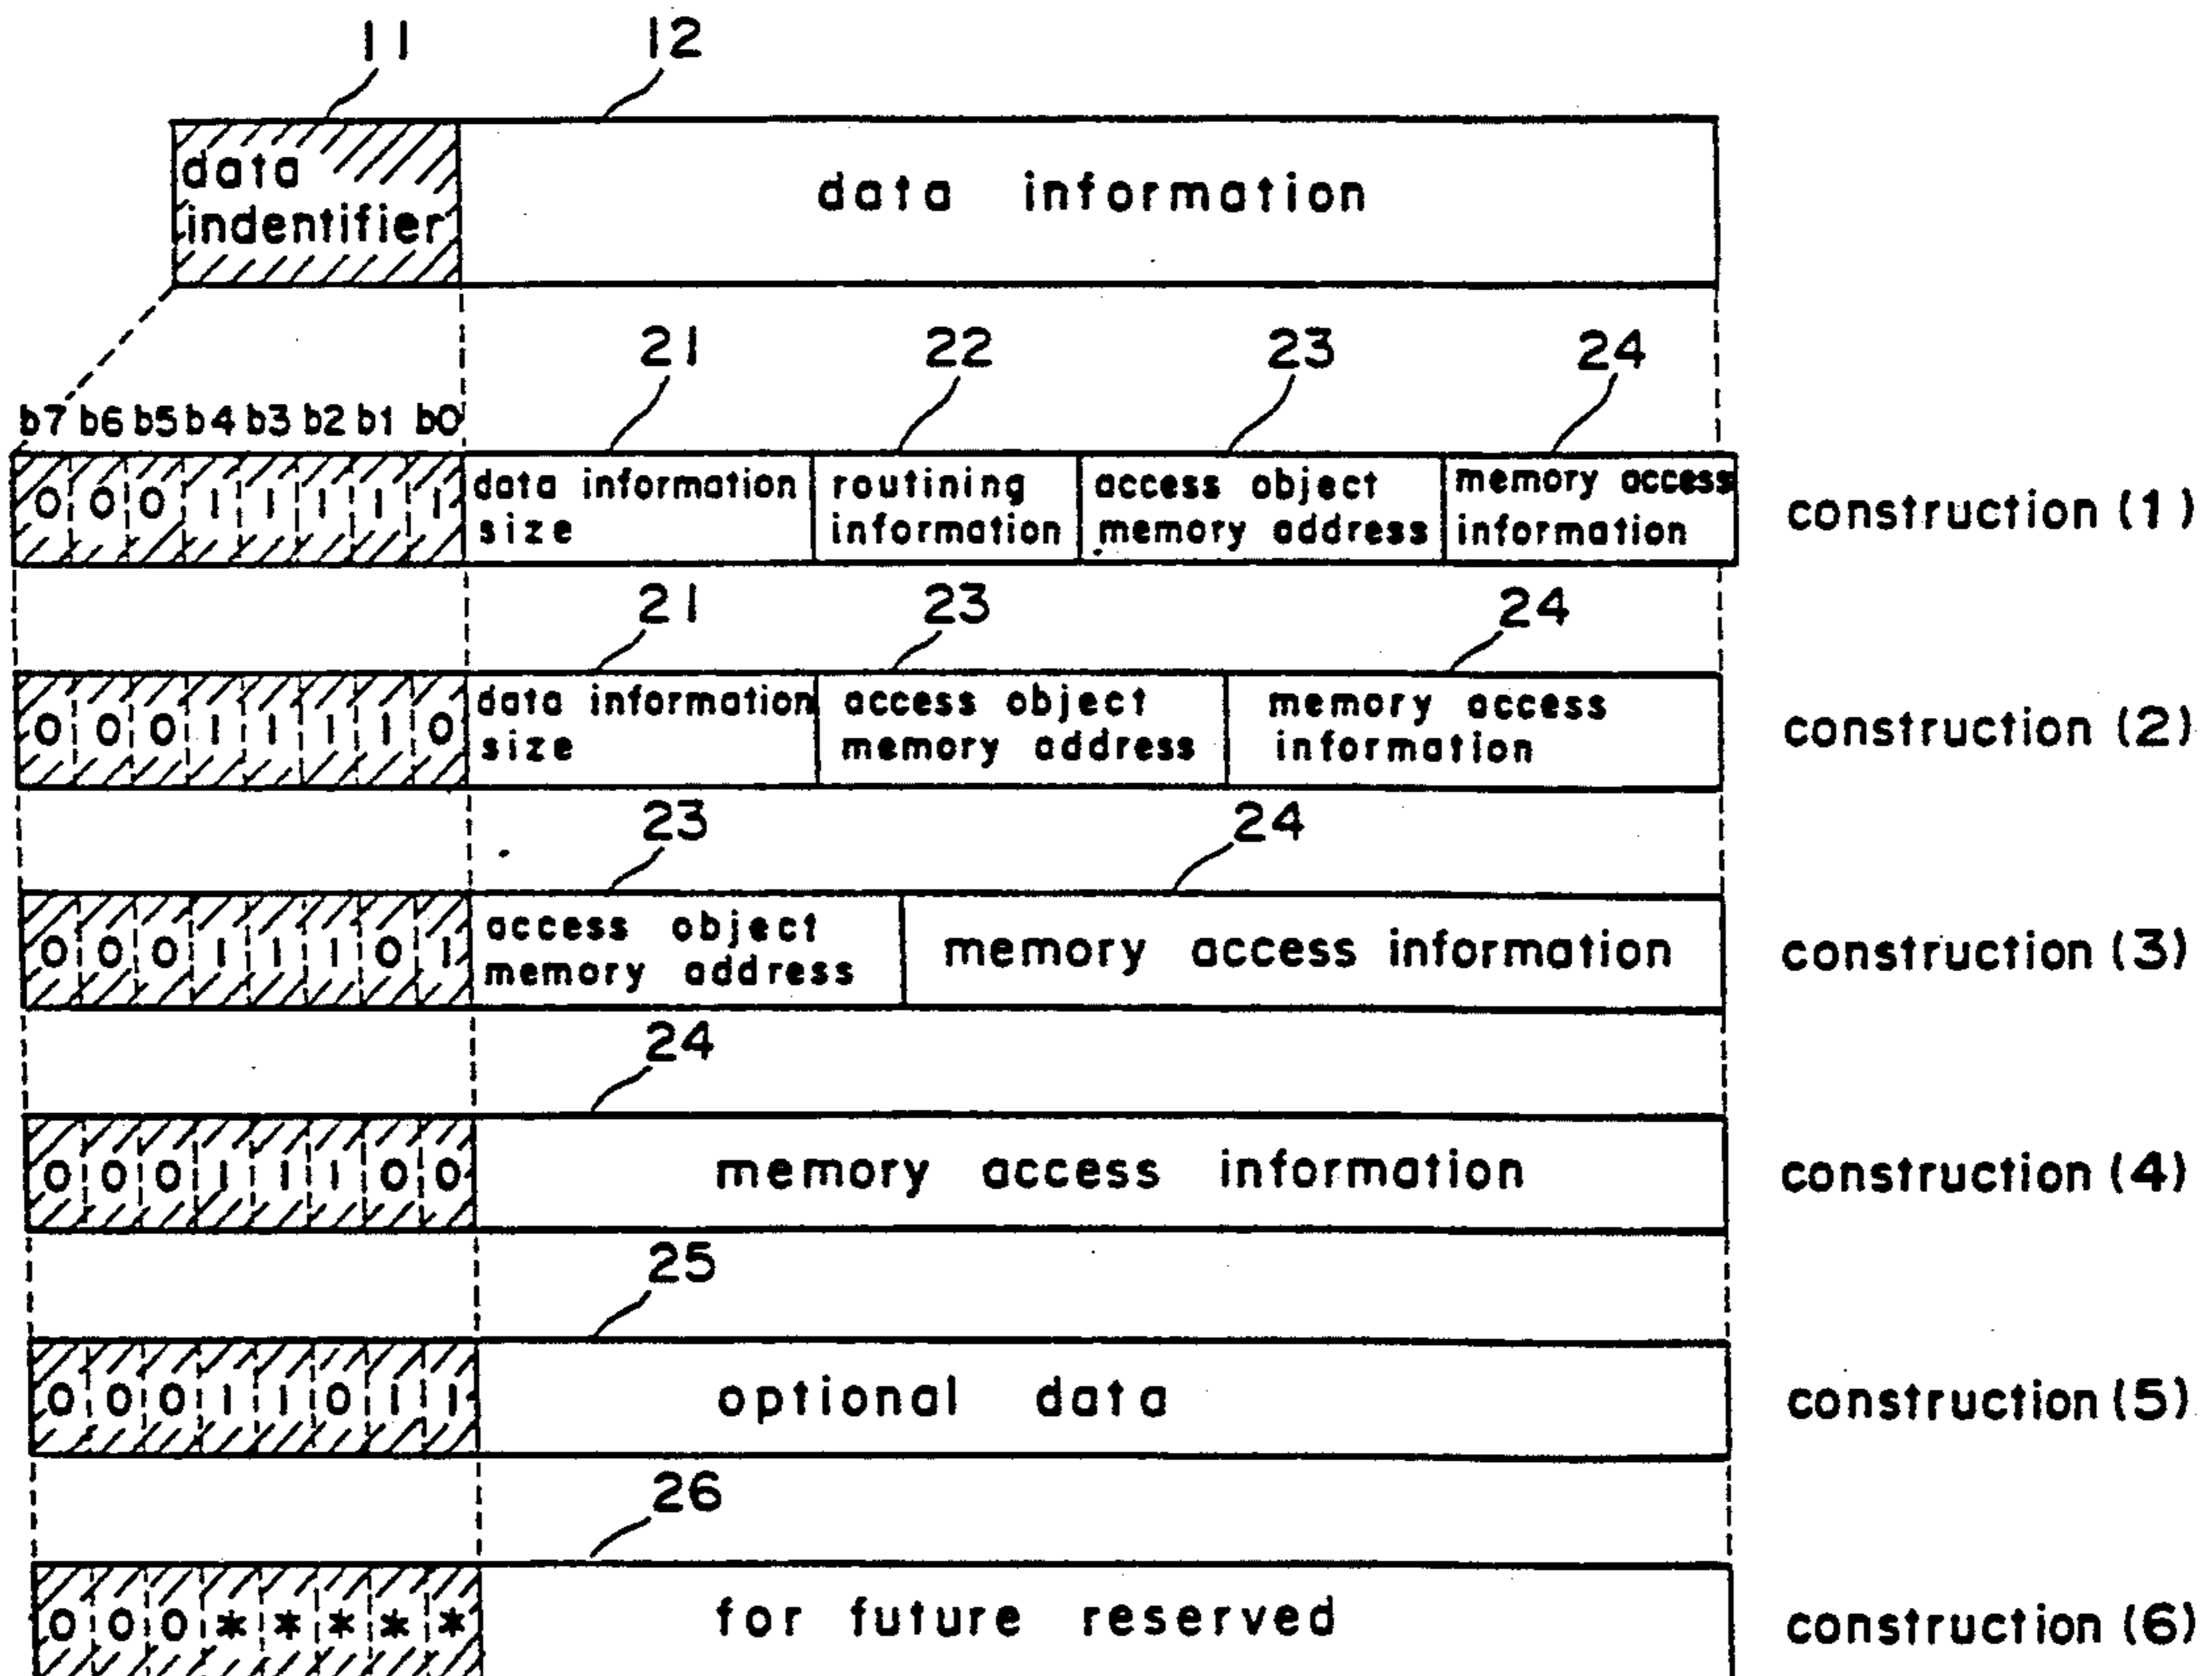 11 12
data indentifier data information
21 22 23 24
b7 b6 b5 b4 b3 b2 b1 b0
0 0 0 1 1 1 1 1 data information size routining information access object memory address memory access information construction (1)
21 23 24
0 0 0 1 1 1 1 0 data information size access object memory address memory access information construction (2)
23 24
0 0 0 1 1 1 0 1 access object memory address memory access information construction (3)
24
0 0 0 1 1 1 0 0 memory access information construction (4)
25
0 0 0 1 1 0 1 1 optional data construction (5)
26
0 0 0 * * * * * for future reserved construction (6)